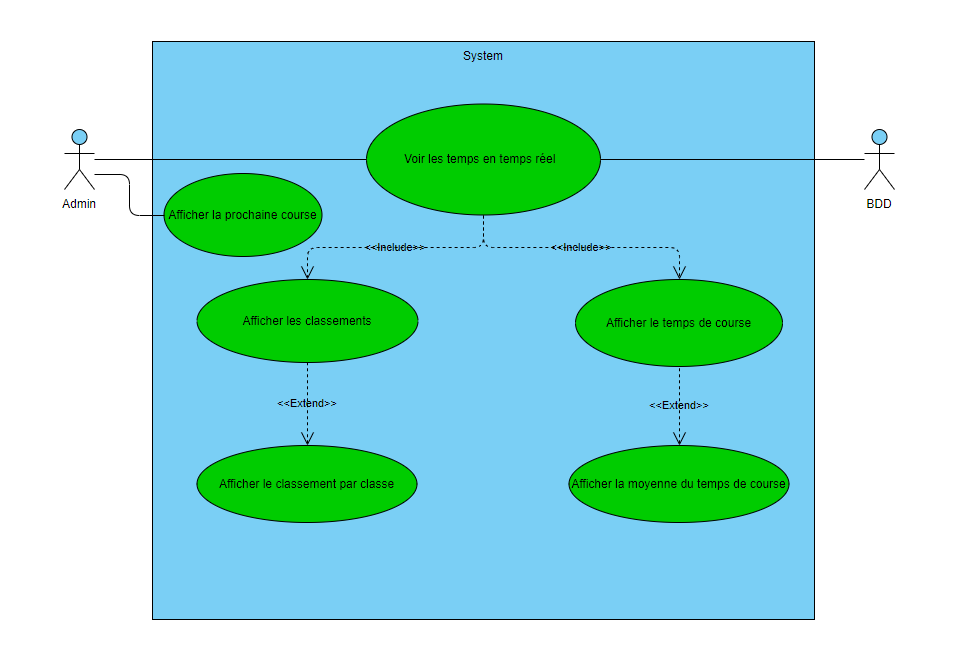 System
Voir les temps en temps réel
Admin
BDD
Afficher la prochaine course
<<Include>>
<<Include>>
Afficher les classements
Afficher le temps de course
<<Extend>>
<<Extend>>
Afficher le classement par classe
Afficher la moyenne du temps de course